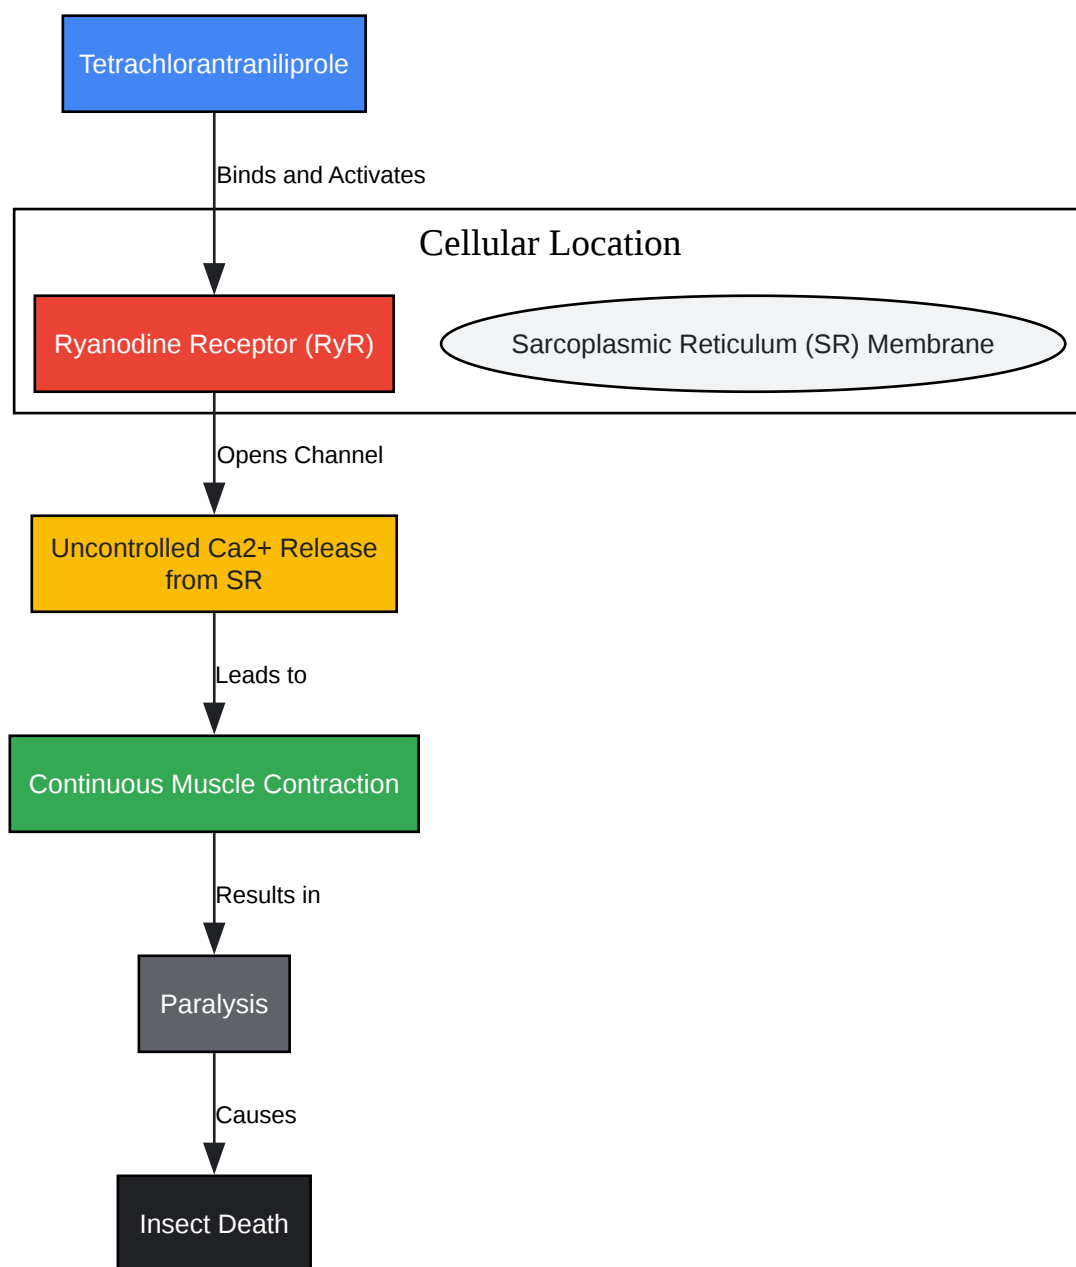 Tetrachlorantraniliprole
Binds and Activates
Cellular Location
Ryanodine Receptor (RyR)
Sarcoplasmic Reticulum (SR) Membrane
Opens Channel
Uncontrolled Ca2+ Release
from SR
Leads to
Continuous Muscle Contraction
Results in
Paralysis
Causes
Insect Death